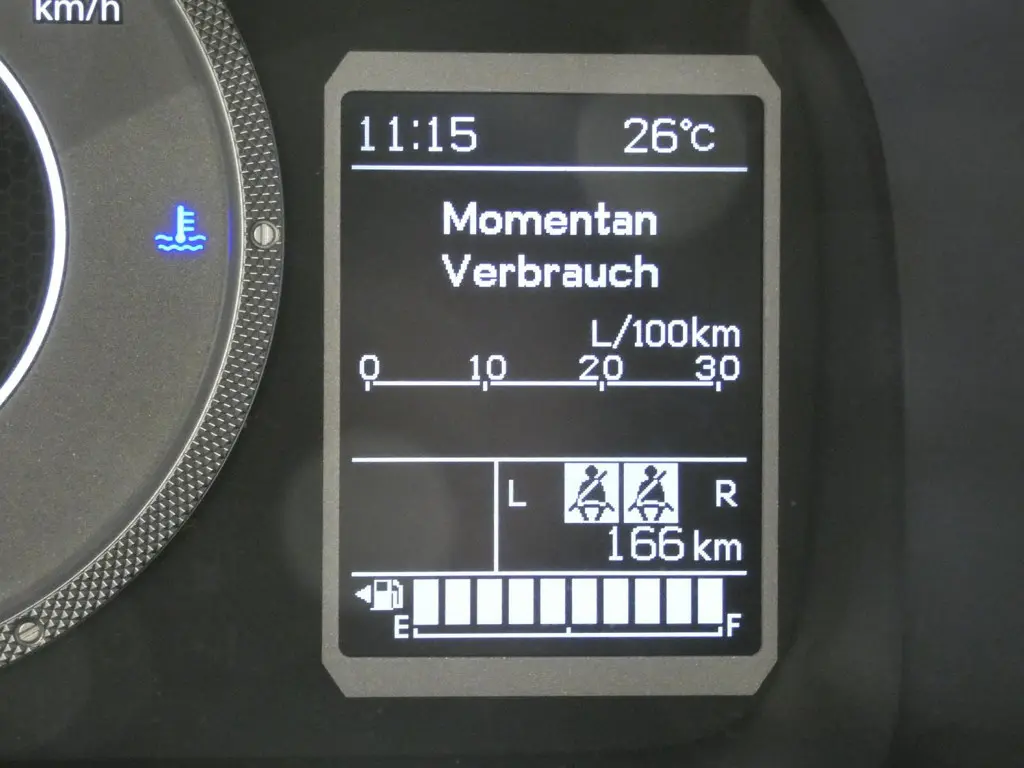 km/h
11:15 26°C
Momentan
Verbrauch
L/100km
0 10 20 30
L R
166 km
E F